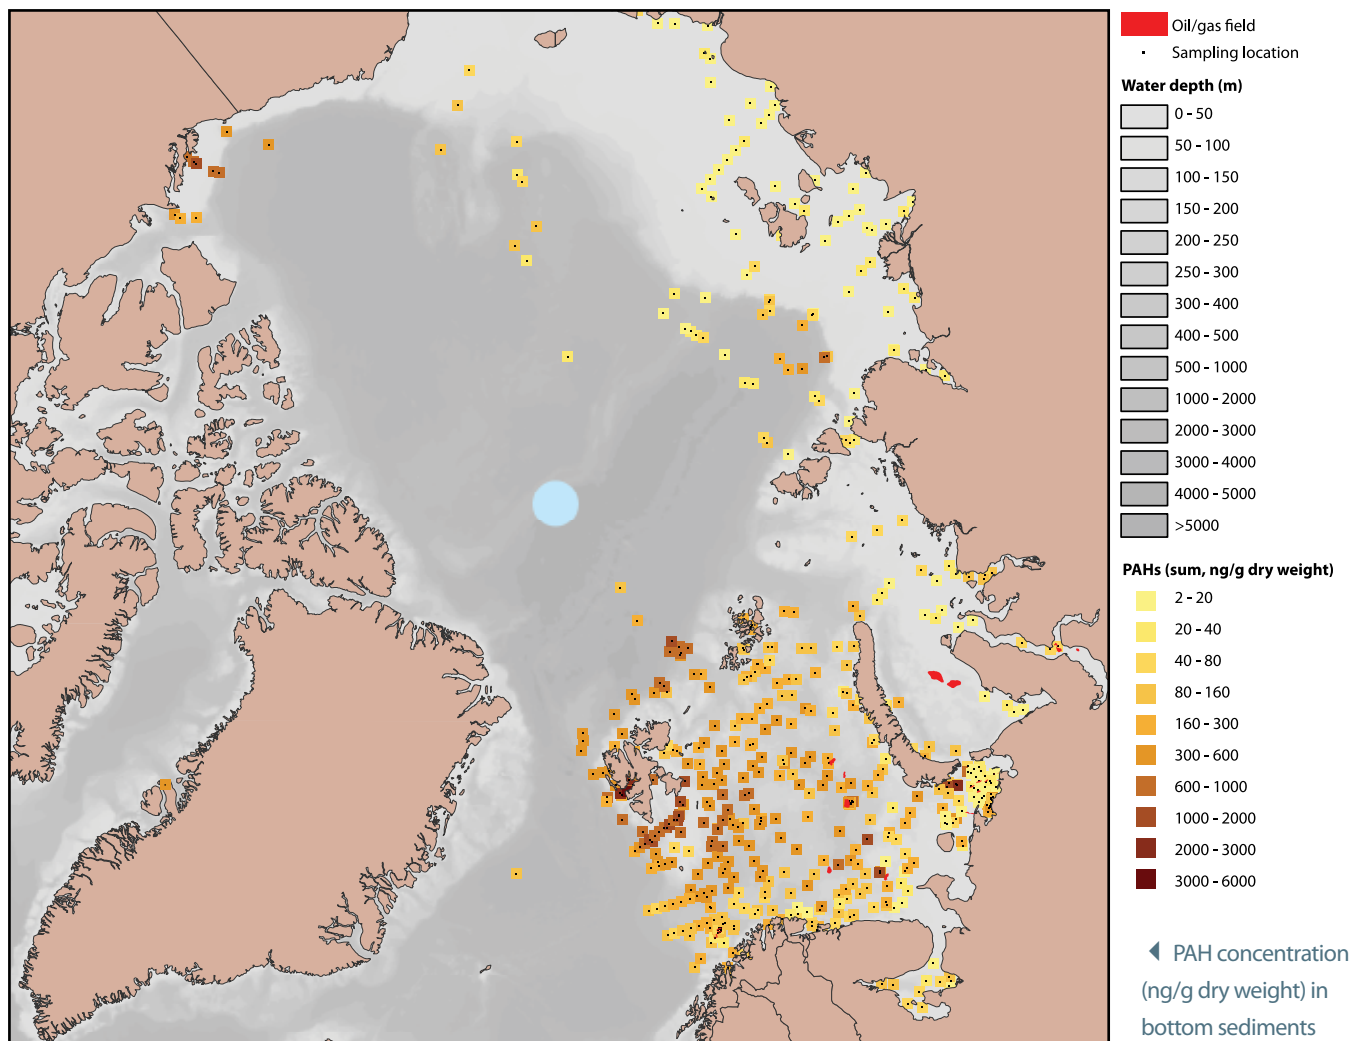 Oil/gas field
Sampling location
Water depth (m)
0 - 50
50 - 100
100 - 150
150 - 200
200 - 250
250 - 300
300 - 400
400 - 500
500 - 1000
1000 - 2000
2000 - 3000
3000 - 4000
4000 - 5000
>5000
PAHs (sum, ng/g dry weight)
2 - 20
20 - 40
40 - 80
80 - 160
160 - 300
300 - 600
600 - 1000
1000 - 2000
2000 - 3000
3000 - 6000
PAH concentration
(ng/g dry weight) in
bottom sediments